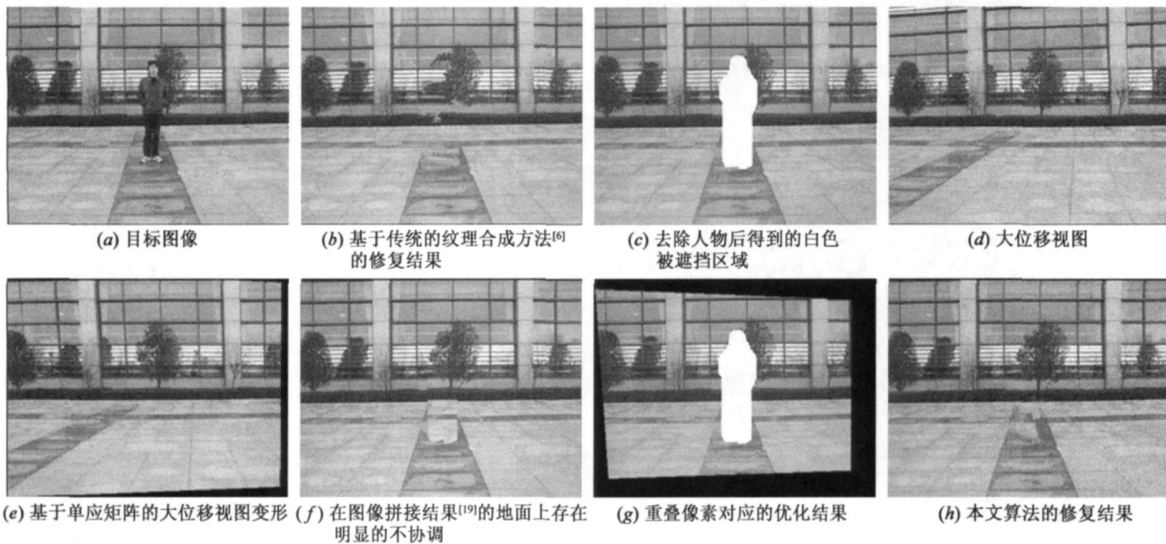 (a) 目标图像
(b) 基于传统的纹理合成方法[6]
的修复结果
(c) 去除人物后得到的白色
被遮挡区域
(d) 大位移视图
(e) 基于单应矩阵的大位移视图变形
(f) 在图像拼接结果[19]的地面上存在
明显的不协调
(g) 重叠像素对应的优化结果
(h) 本文算法的修复结果